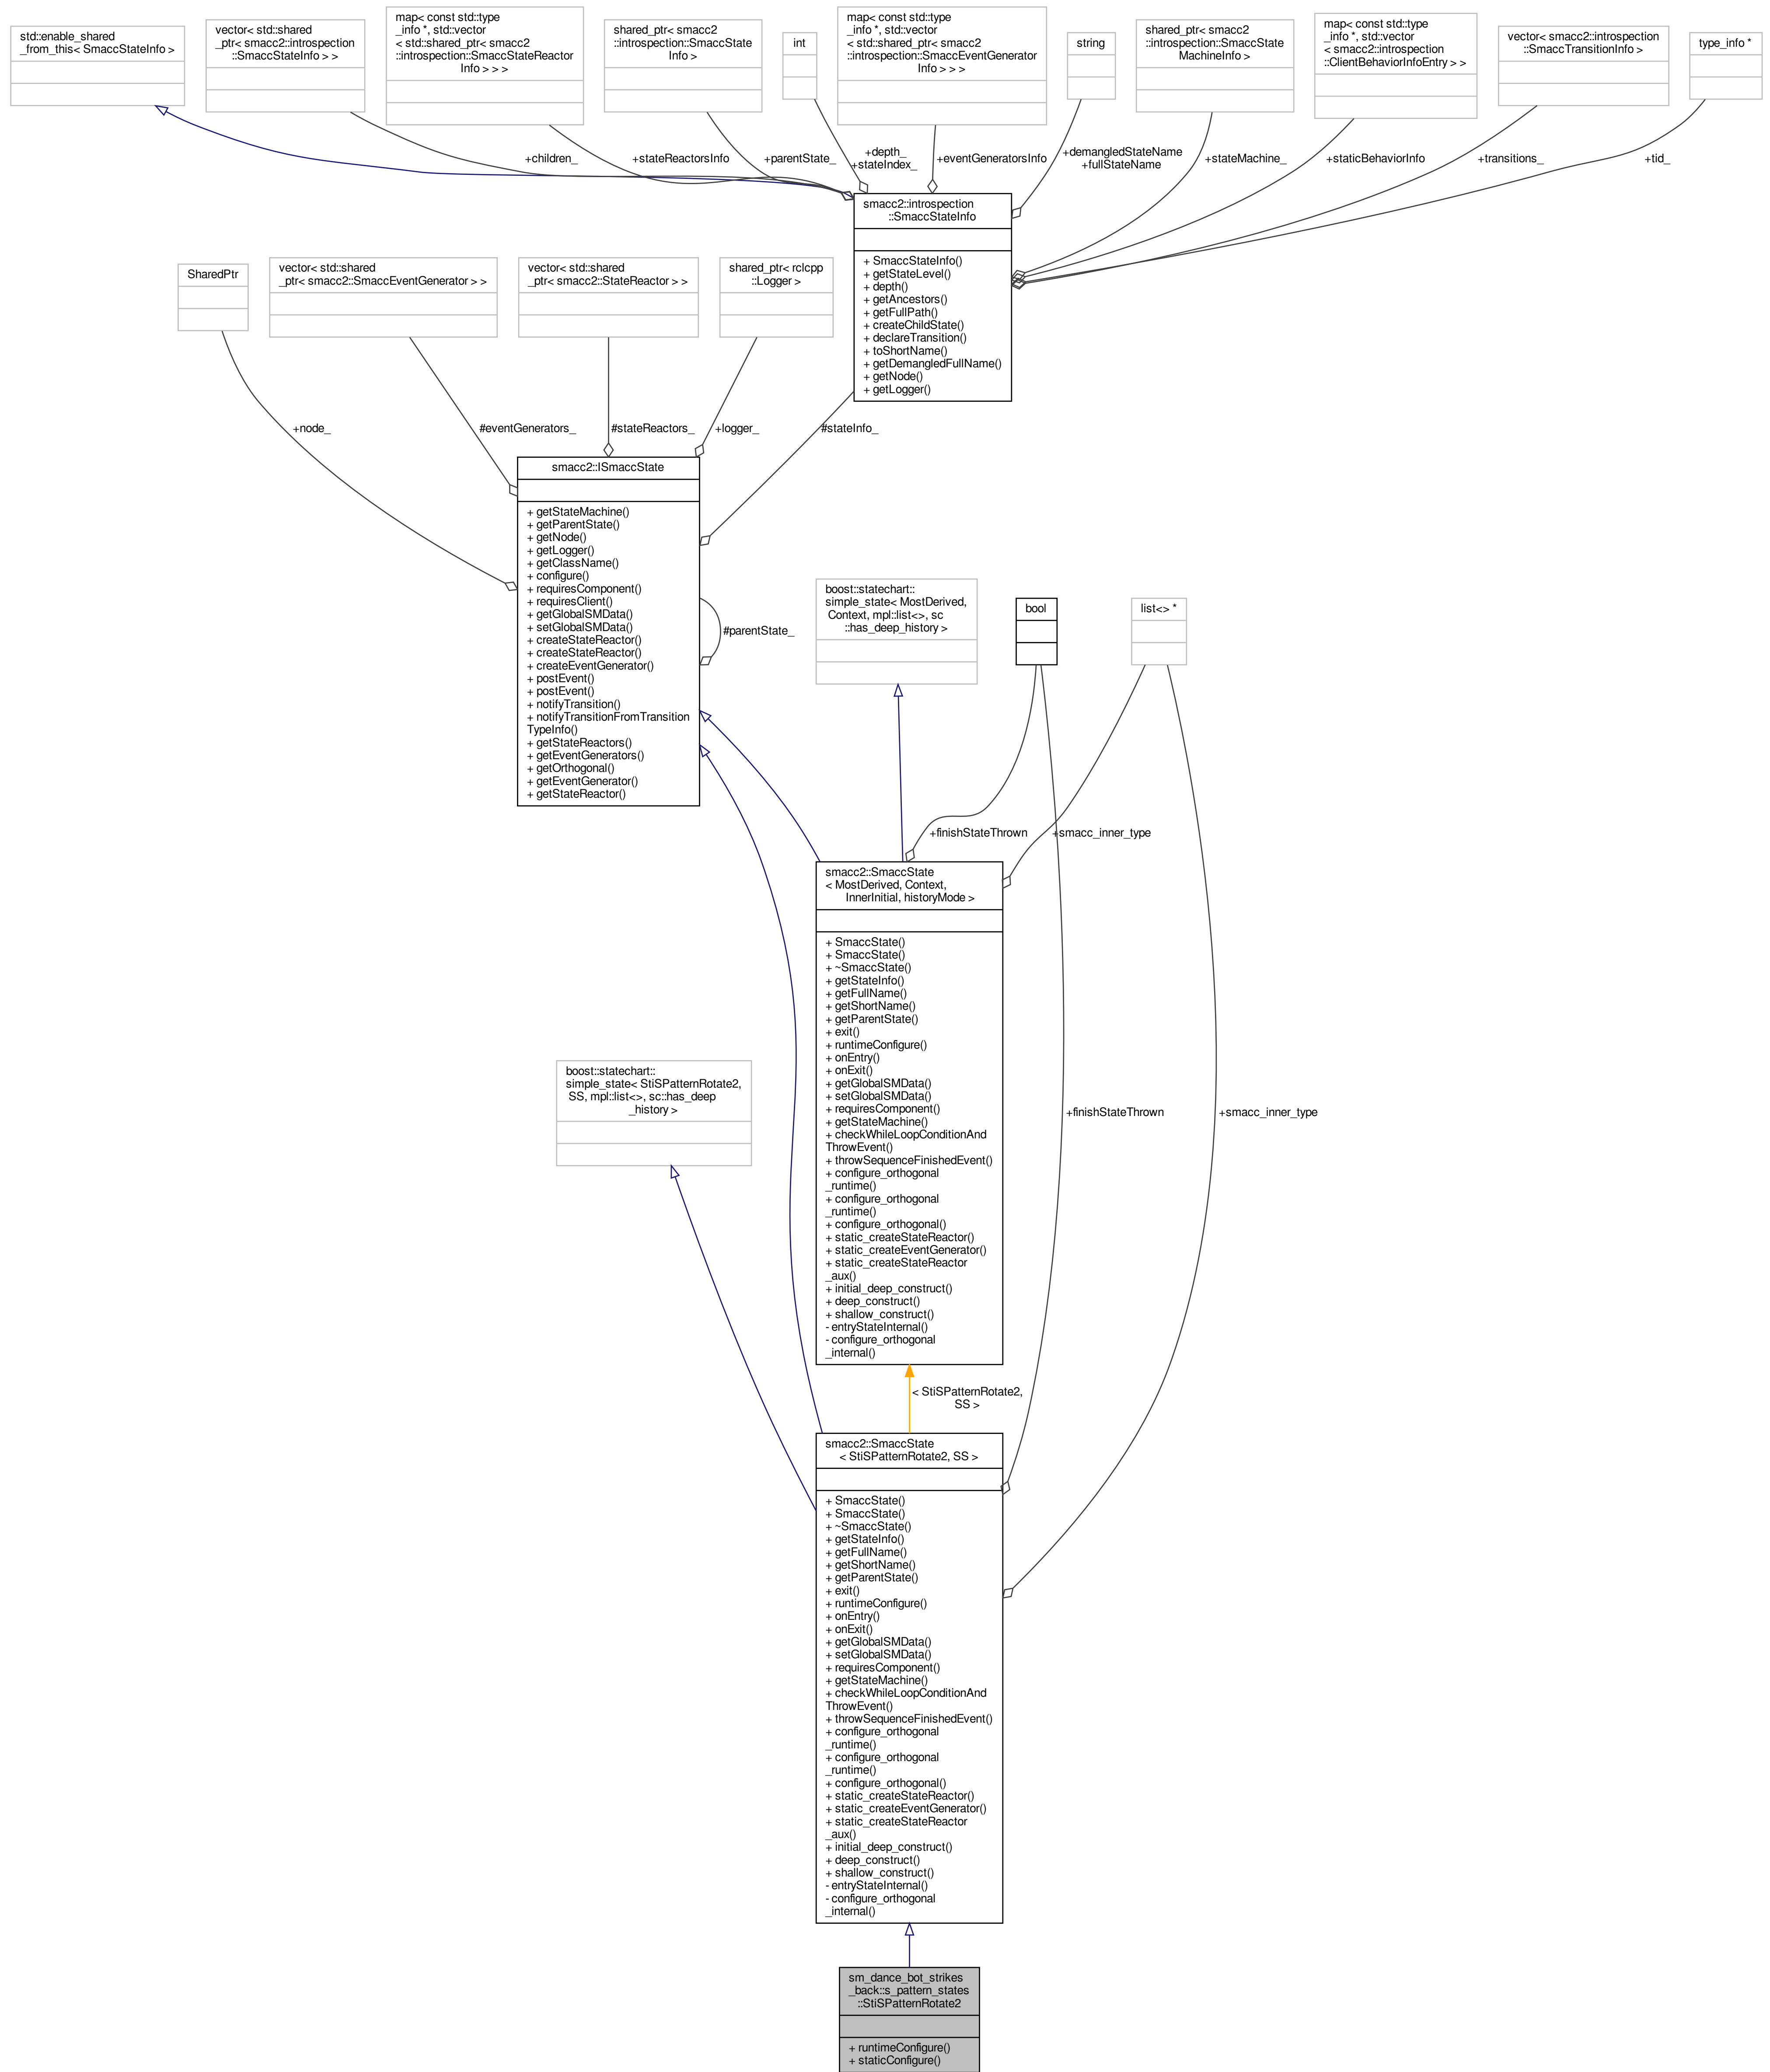 std::enable_shared
_from_this< SmaccStateInfo >
vector< std::shared
_ptr< smacc2::introspection
::SmaccStateInfo > >
map< const std::type
_info *, std::vector
< std::shared_ptr< smacc2
::introspection::SmaccStateReactor
Info > > >
shared_ptr< smacc2
::introspection::SmaccState
Info >
int
map< const std::type
_info *, std::vector
< std::shared_ptr< smacc2
::introspection::SmaccEventGenerator
Info > > >
string
shared_ptr< smacc2
::introspection::SmaccState
MachineInfo >
map< const std::type
_info *, std::vector
< smacc2::introspection
::ClientBehaviorInfoEntry > >
vector< smacc2::introspection
::SmaccTransitionInfo >
type_info *
+children_
+stateReactorsInfo
+parentState_
+depth_
+stateIndex_
+eventGeneratorsInfo
+demangledStateName
+fullStateName
+stateMachine_
+staticBehaviorInfo
+transitions_
+tid_
smacc2::introspection
::SmaccStateInfo
+ SmaccStateInfo()
+ getStateLevel()
+ depth()
+ getAncestors()
+ getFullPath()
+ createChildState()
+ declareTransition()
+ toShortName()
+ getDemangledFullName()
+ getNode()
+ getLogger()
SharedPtr
vector< std::shared
_ptr< smacc2::SmaccEventGenerator > >
vector< std::shared
_ptr< smacc2::StateReactor > >
shared_ptr< rclcpp
::Logger >
+node_
#eventGenerators_
#stateReactors_
+logger_
#stateInfo_
smacc2::ISmaccState
+ getStateMachine()
+ getParentState()
+ getNode()
+ getLogger()
+ getClassName()
+ configure()
+ requiresComponent()
+ requiresClient()
+ getGlobalSMData()
+ setGlobalSMData()
+ createStateReactor()
+ createStateReactor()
+ createEventGenerator()
+ postEvent()
+ postEvent()
+ notifyTransition()
+ notifyTransitionFromTransition
TypeInfo()
+ getStateReactors()
+ getEventGenerators()
+ getOrthogonal()
+ getEventGenerator()
+ getStateReactor()
#parentState_
boost::statechart::
simple_state< MostDerived,
Context, mpl::list<>, sc
::has_deep_history >
bool
list<> *
+finishStateThrown
+smacc_inner_type
smacc2::SmaccState
< MostDerived, Context,
InnerInitial, historyMode >
+ SmaccState()
+ SmaccState()
+ ~SmaccState()
+ getStateInfo()
+ getFullName()
+ getShortName()
+ getParentState()
+ exit()
+ runtimeConfigure()
+ onEntry()
+ onExit()
+ getGlobalSMData()
+ setGlobalSMData()
+ requiresComponent()
+ getStateMachine()
+ checkWhileLoopConditionAnd
ThrowEvent()
+ throwSequenceFinishedEvent()
+ configure_orthogonal
_runtime()
+ configure_orthogonal
_runtime()
+ configure_orthogonal()
+ static_createStateReactor()
+ static_createEventGenerator()
+ static_createStateReactor
_aux()
+ initial_deep_construct()
+ deep_construct()
+ shallow_construct()
- entryStateInternal()
- configure_orthogonal
_internal()
boost::statechart::
simple_state< StiSPatternRotate2,
SS, mpl::list<>, sc::has_deep
_history >
+finishStateThrown
+smacc_inner_type
< StiSPatternRotate2,
SS >
smacc2::SmaccState
< StiSPatternRotate2, SS >
+ SmaccState()
+ SmaccState()
+ ~SmaccState()
+ getStateInfo()
+ getFullName()
+ getShortName()
+ getParentState()
+ exit()
+ runtimeConfigure()
+ onEntry()
+ onExit()
+ getGlobalSMData()
+ setGlobalSMData()
+ requiresComponent()
+ getStateMachine()
+ checkWhileLoopConditionAnd
ThrowEvent()
+ throwSequenceFinishedEvent()
+ configure_orthogonal
_runtime()
+ configure_orthogonal
_runtime()
+ configure_orthogonal()
+ static_createStateReactor()
+ static_createEventGenerator()
+ static_createStateReactor
_aux()
+ initial_deep_construct()
+ deep_construct()
+ shallow_construct()
- entryStateInternal()
- configure_orthogonal
_internal()
sm_dance_bot_strikes
_back::s_pattern_states
::StiSPatternRotate2
+ runtimeConfigure()
+ staticConfigure()